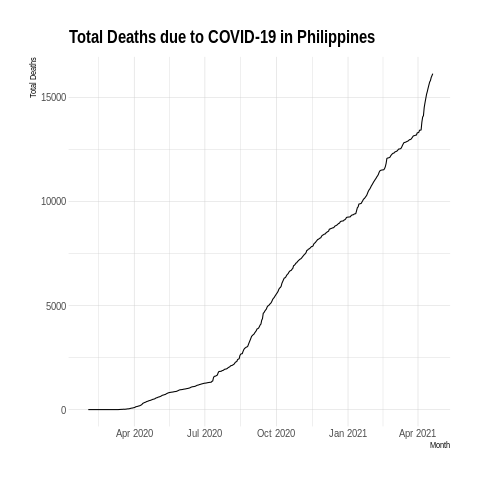 Total Deaths due to COVID-19 in Philippines
Total Deaths
15000
10000
5000
0
Apr 2020 Jul 2020 Oct 2020 Jan 2021 Apr 2021
Month